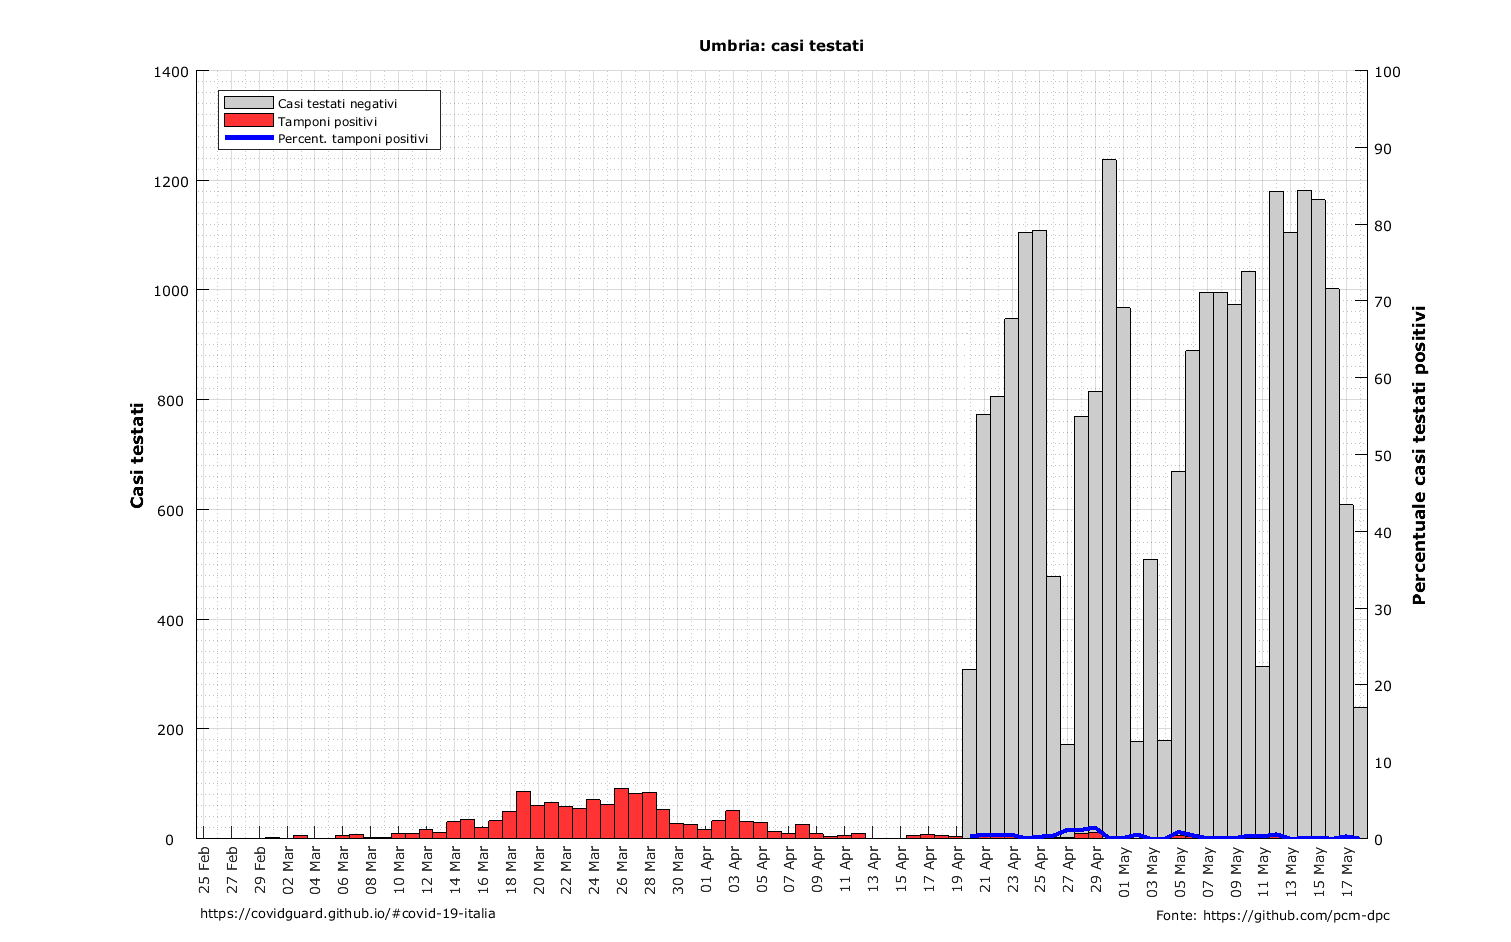 Umbria: casi testati
Casi testati negativi
Tamponi positivi
Percent. tamponi positivi
Casi testati
1400
1200
1000
800
600
400
200
0
100
90
80
70
60
50
40
30
20
10
0
Percentuale casi testati positivi
25 Feb
27 Feb
29 Feb
02 Mar
04 Mar
06 Mar
08 Mar
10 Mar
12 Mar
14 Mar
16 Mar
18 Mar
20 Mar
22 Mar
24 Mar
26 Mar
28 Mar
30 Mar
01 Apr
03 Apr
05 Apr
07 Apr
09 Apr
11 Apr
13 Apr
15 Apr
17 Apr
19 Apr
21 Apr
23 Apr
25 Apr
27 Apr
29 Apr
01 May
03 May
05 May
07 May
09 May
11 May
13 May
15 May
17 May
https://covidguard.github.io/#covid-19-italia
Fonte: https://github.com/pcm-dpc